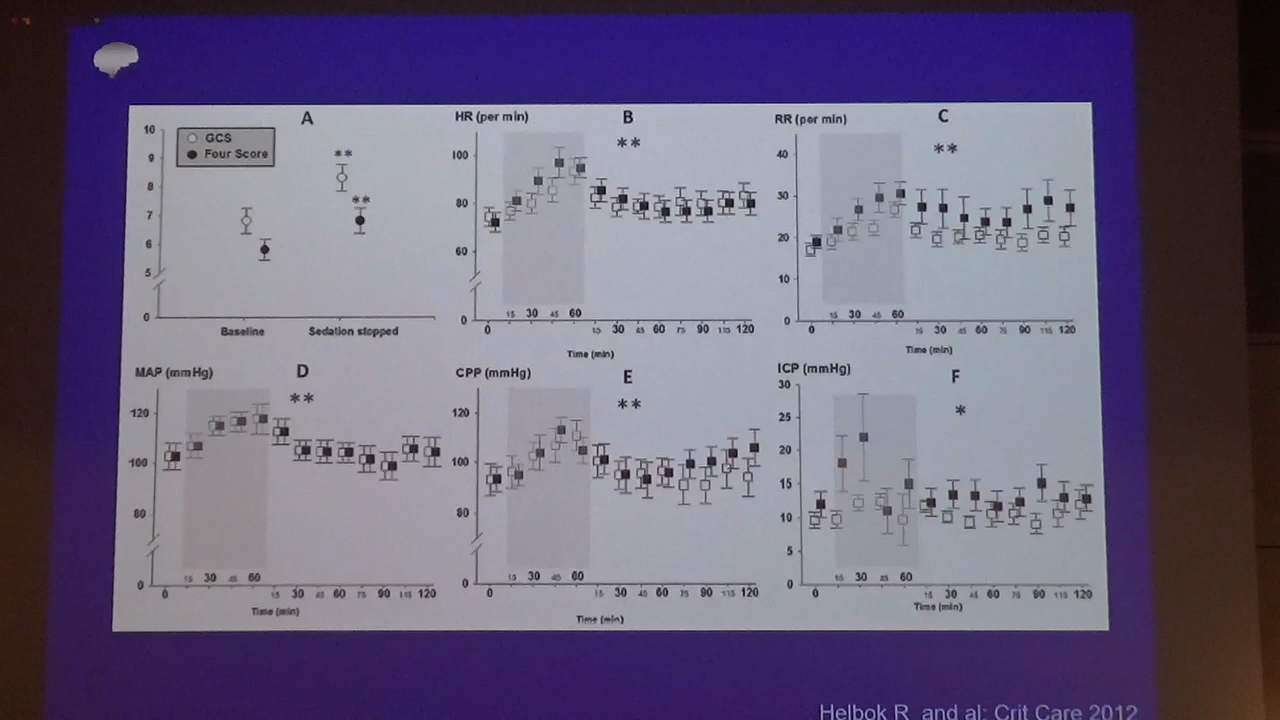 A
GCS
Four Score
10
9
8
7
6
5
0
**
**
Baseline
Sedation stopped
HR (per min)
B
**
100
80
60
0
15 30 45 60
0 15 30 45 60 75 90 115 120
Time (min)
RR (per min)
C
**
40
30
20
10
0
15 30 45 60
0 15 30 45 60 75 90 115 120
Time (min)
MAP (mmHg)
D
**
120
100
80
0
15 30 45 60
0 15 30 45 60 75 90 115 120
Time (min)
CPP (mmHg)
E
**
120
100
80
0
15 30 45 60
0 15 30 45 60 75 90 115 120
Time (min)
ICP (mmHg)
F
*
30
25
20
15
10
5
0
15 30 45 60
0 15 30 45 60 75 90 115 120
Time (min)
Helbok R and al; Crit Care 2012